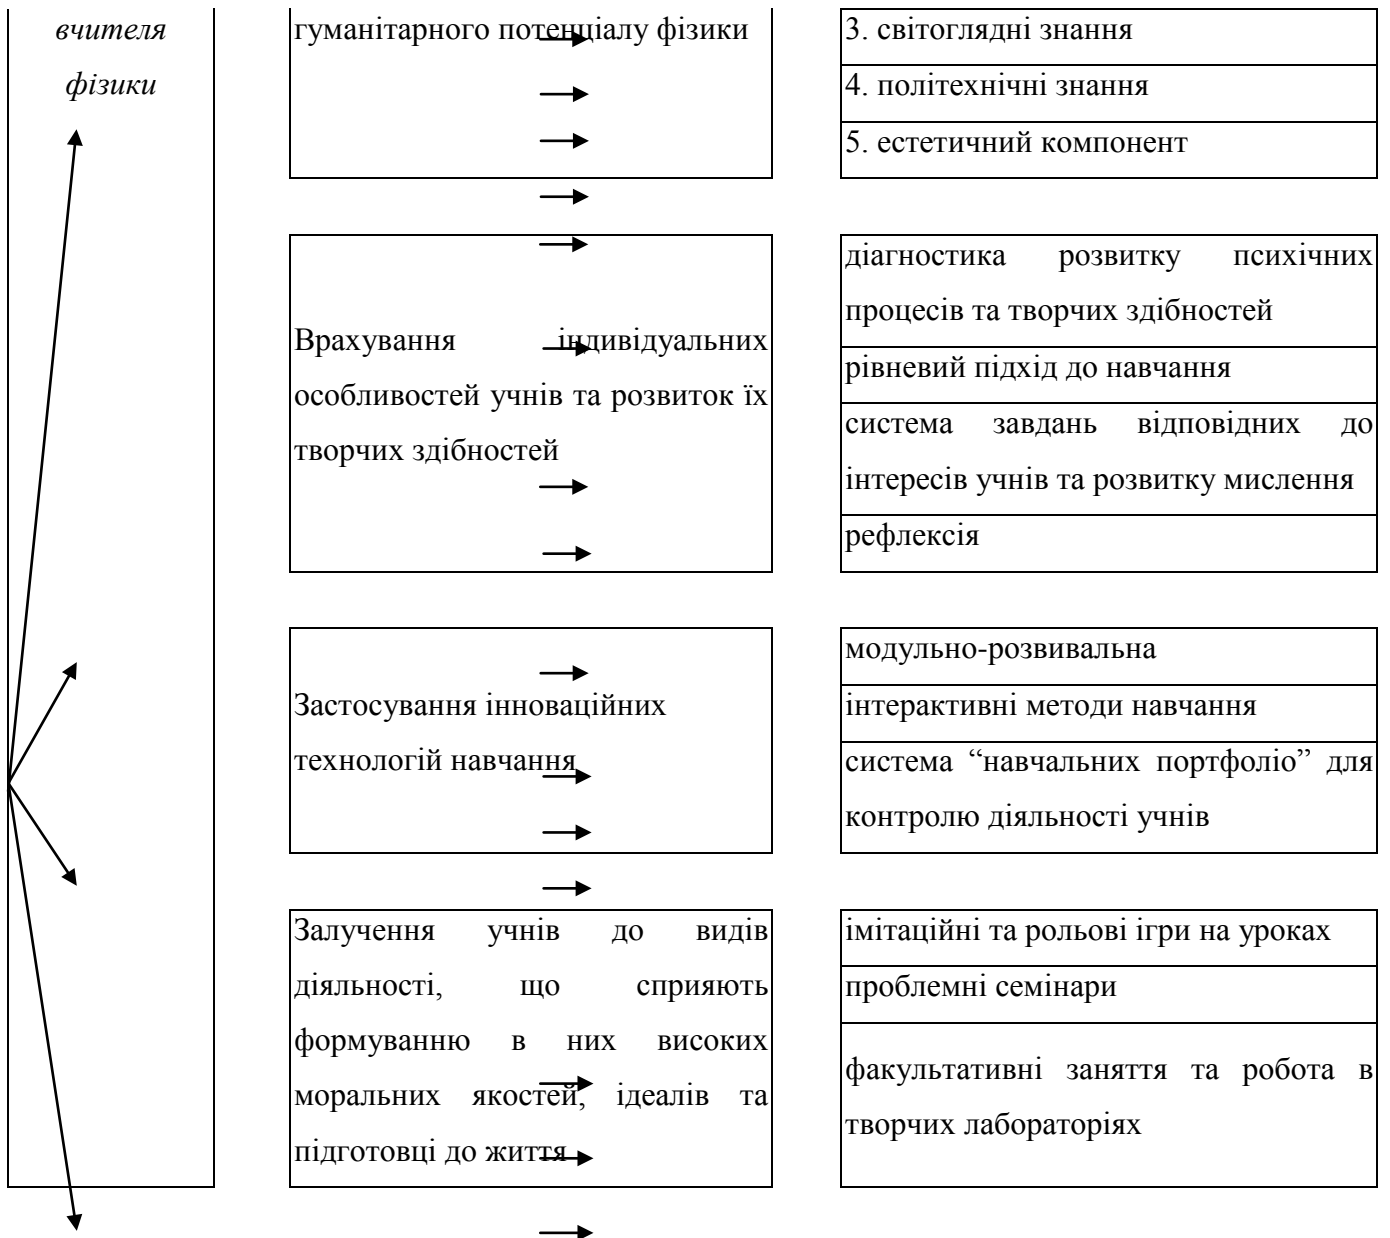 вчителя
фізики
гуманітарного потенціалу фізики
3. світоглядні знання
4. політехнічні знання
5. естетичний компонент
Врахування індивідуальних
особливостей учнів та розвиток їх
творчих здібностей
діагностика розвитку психічних
процесів та творчих здібностей
рівневий підхід до навчання
система завдань відповідних до
інтересів учнів та розвитку мислення
рефлексія
Застосування інноваційних
технологій навчання
модульно-розвивальна
інтерактивні методи навчання
система “навчальних портфоліо” для
контролю діяльності учнів
Залучення учнів до видів
діяльності, що сприяють
формуванню в них високих
моральних якостей, ідеалів та
підготовці до життя
імітаційні та рольові ігри на уроках
проблемні семінари
факультативні заняття та робота в
творчих лабораторіях